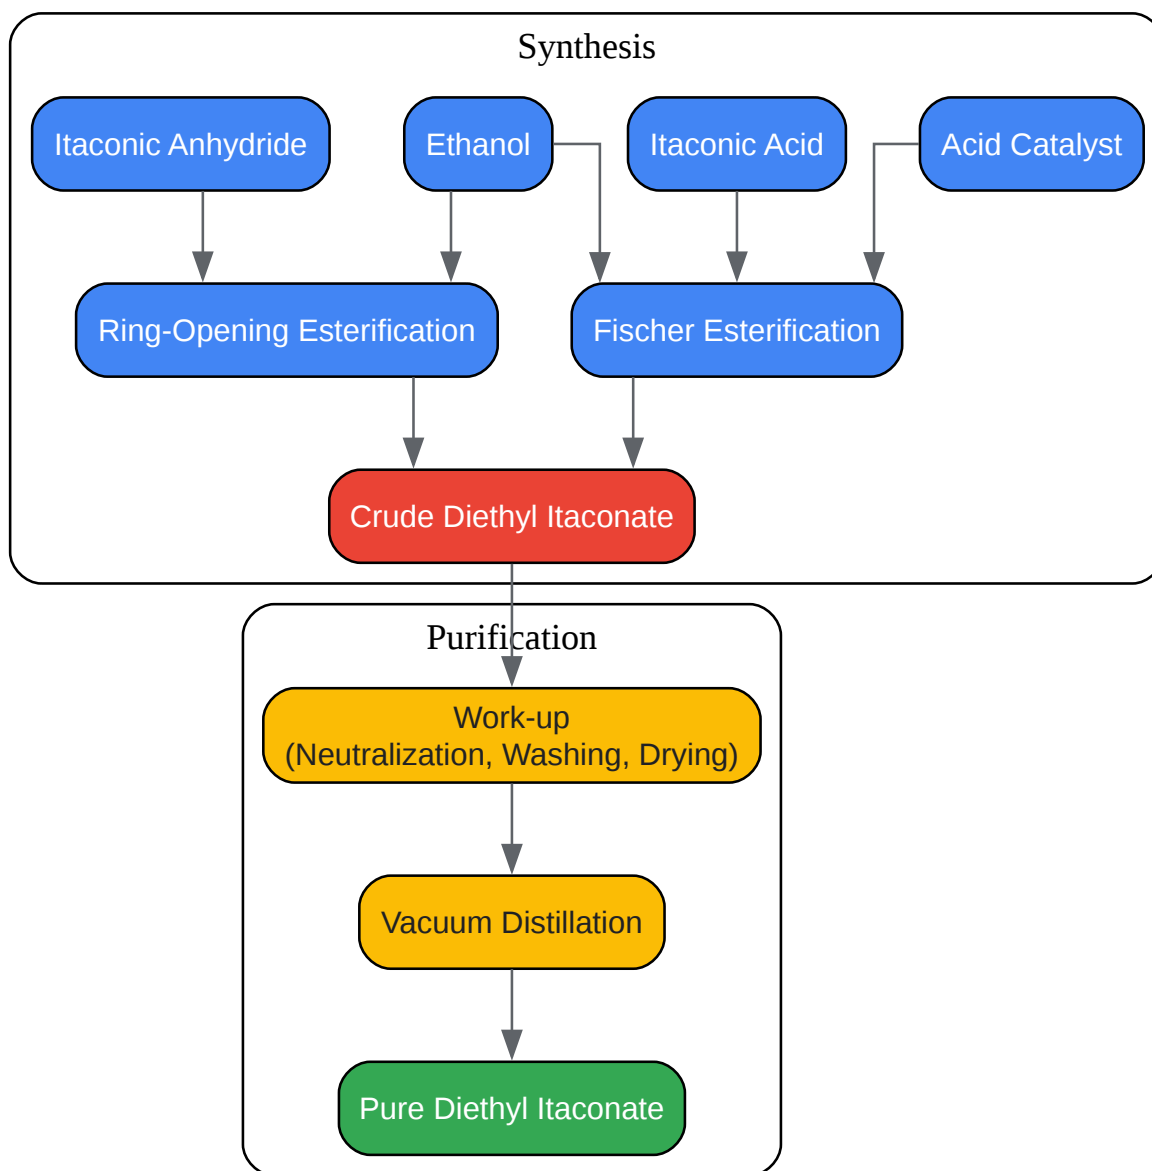 Synthesis
Itaconic Anhydride
Ethanol
Itaconic Acid
Acid Catalyst
Ring-Opening Esterification
Fischer Esterification
Crude Diethyl Itaconate
Purification
Work-up
(Neutralization, Washing, Drying)
Vacuum Distillation
Pure Diethyl Itaconate